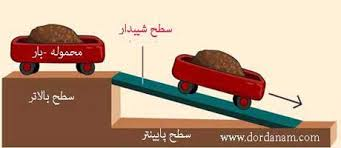 سطح شیبدار
محموله -بار
سطح بالاتر
سطح پایینتر
www.dordanam.com